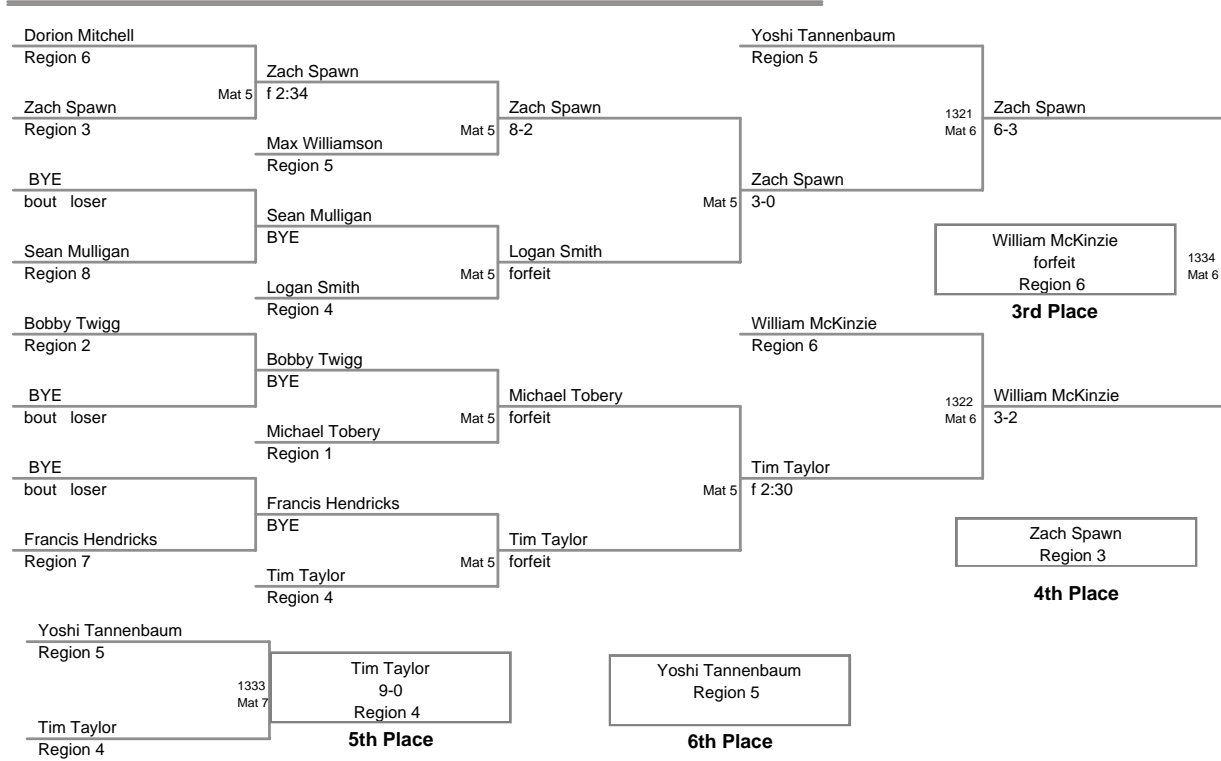 Dorion Mitchell
Region 6
Mat 5
Zach Spawn
Region 3
Zach Spawn
f 2:34
Mat 5
Max Williamson
Region 5
Zach Spawn
8-2
BYE
bout loser
Sean Mulligan
Region 8
Sean Mulligan
BYE
Mat 5
Logan Smith
Region 4
Logan Smith
forfeit
Mat 5
Zach Spawn
3-0
Yoshi Tannenbaum
Region 5
1321
Mat 6
Zach Spawn
6-3
William McKinzie
forfeit
Region 6
3rd Place
1334
Mat 6
Bobby Twigg
Region 2
BYE
bout loser
Bobby Twigg
BYE
Mat 5
Michael Tobery
Region 1
Michael Tobery
forfeit
BYE
bout loser
Francis Hendricks
Region 7
Francis Hendricks
BYE
Mat 5
Tim Taylor
Region 4
Tim Taylor
forfeit
Mat 5
Tim Taylor
f 2:30
William McKinzie
Region 6
1322
Mat 6
William McKinzie
3-2
Zach Spawn
Region 3
4th Place
Yoshi Tannenbaum
Region 5
1333
Mat 7
Tim Taylor
Region 4
Tim Taylor
9-0
Region 4
5th Place
Yoshi Tannenbaum
Region 5
6th Place